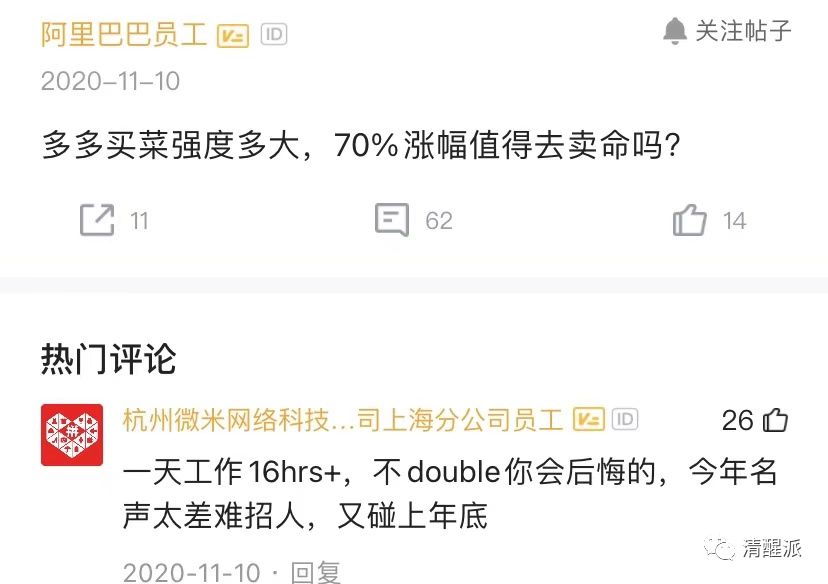 阿里巴巴员工 V ID 关注帖子
2020-11-10
多多买菜强度多大，70%涨幅值得去卖命吗?
11 62 14
热门评论
拼
杭州微米网络科技...司上海分公司员工 V ID 26
一天工作16hrs+，不double你会后悔的，今年名
声太差难招人，又碰上年底
清醒派
2020-11-10 · 回复